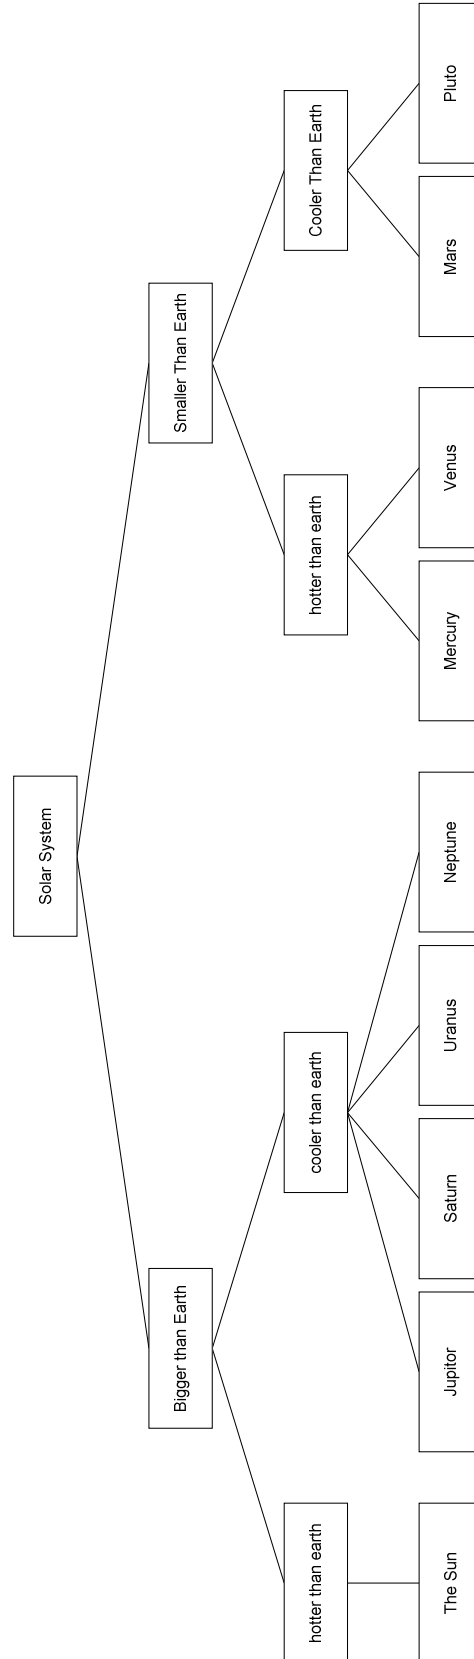 Solar System
Bigger than Earth
Smaller Than Earth
hotter than earth
cooler than earth
hotter than earth
Cooler Than Earth
The Sun
Jupitor
Saturn
Uranus
Neptune
Mercury
Venus
Mars
Pluto